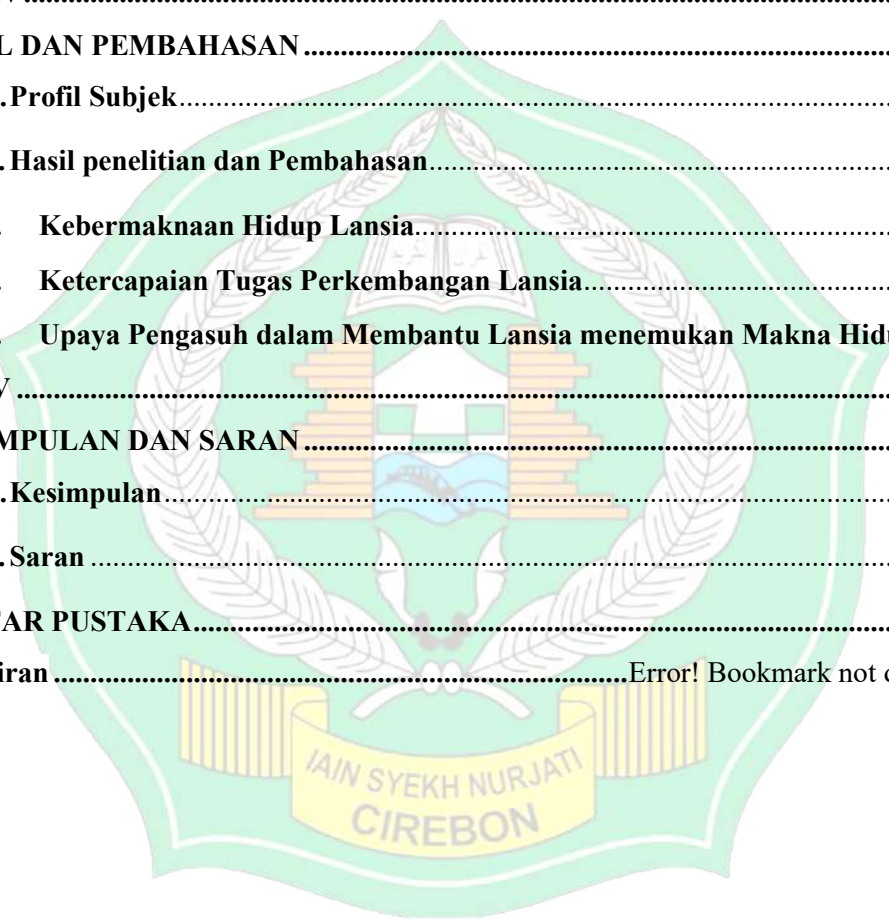 L DAN PEMBAHASAN
Profil Subjek
Hasil penelitian dan Pembahasan
Kebermaknaan Hidup Lansia
Ketercapaian Tugas Perkembangan Lansia
Upaya Pengasuh dalam Membantu Lansia menemukan Makna Hidu
V
MPULAN DAN SARAN
Kesimpulan
Saran
AR PUSTAKA
iran Error! Bookmark not d
IAIN SYEKH NURJATI
CIREBON